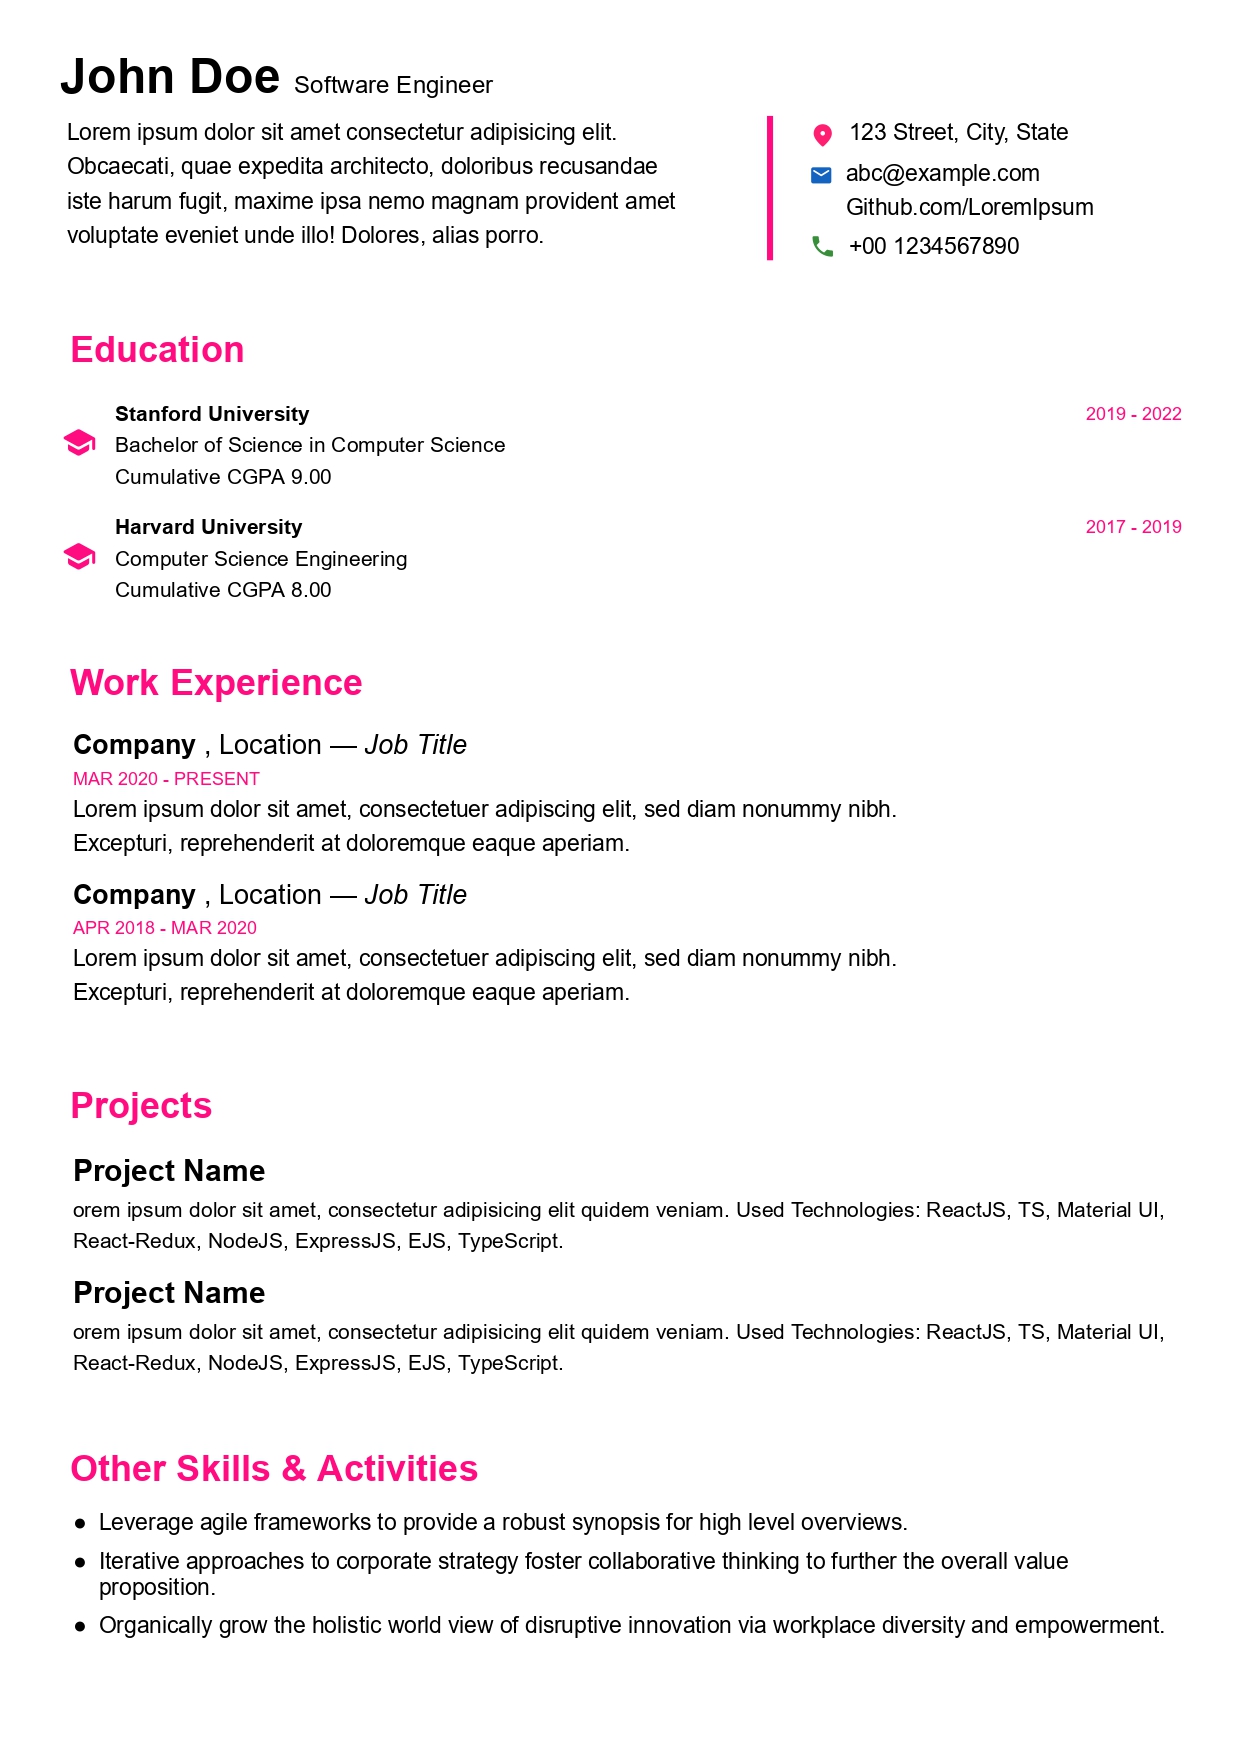 John Doe Software Engineer
Lorem ipsum dolor sit amet consectetur adipisicing elit.
Obcaecati, quae expedita architecto, doloribus recusandae
iste harum fugit, maxime ipsa nemo magnam provident amet
voluptate eveniet unde illo! Dolores, alias porro.
123 Street, City, State
abc@example.com
Github.com/LoremIpsum
+00 1234567890
Education
Stanford University 2019 - 2022
Bachelor of Science in Computer Science
Cumulative CGPA 9.00
Harvard University 2017 - 2019
Computer Science Engineering
Cumulative CGPA 8.00
Work Experience
Company , Location — Job Title
MAR 2020 - PRESENT
Lorem ipsum dolor sit amet, consectetuer adipiscing elit, sed diam nonummy nibh.
Excepturi, reprehenderit at doloremque eaque aperiam.
Company , Location — Job Title
APR 2018 - MAR 2020
Lorem ipsum dolor sit amet, consectetuer adipiscing elit, sed diam nonummy nibh.
Excepturi, reprehenderit at doloremque eaque aperiam.
Projects
Project Name
orem ipsum dolor sit amet, consectetur adipisicing elit quidem veniam. Used Technologies: ReactJS, TS, Material UI,
React-Redux, NodeJS, ExpressJS, EJS, TypeScript.
Project Name
orem ipsum dolor sit amet, consectetur adipisicing elit quidem veniam. Used Technologies: ReactJS, TS, Material UI,
React-Redux, NodeJS, ExpressJS, EJS, TypeScript.
Other Skills & Activities
● Leverage agile frameworks to provide a robust synopsis for high level overviews.
● Iterative approaches to corporate strategy foster collaborative thinking to further the overall value
proposition.
● Organically grow the holistic world view of disruptive innovation via workplace diversity and empowerment.